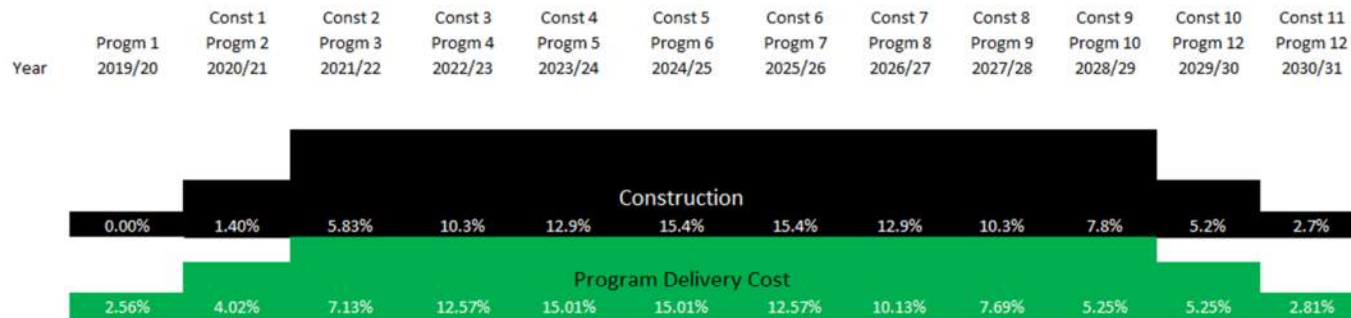 Const 1 Const 2 Const 3 Const 4 Const 5 Const 6 Const 7 Const 8 Const 9 Const 10 Const 11
Progm 1 Progm 2 Progm 3 Progm 4 Progm 5 Progm 6 Progm 7 Progm 8 Progm 9 Progm 10 Progm 12 Progm 12
Year 2019/20 2020/21 2021/22 2022/23 2023/24 2024/25 2025/26 2026/27 2027/28 2028/29 2029/30 2030/31
Construction
0.00% 1.40% 5.83% 10.3% 12.9% 15.4% 15.4% 12.9% 10.3% 7.8% 5.2% 2.7%
Program Delivery Cost
2.56% 4.02% 7.13% 12.57% 15.01% 15.01% 12.57% 10.13% 7.69% 5.25% 5.25% 2.81%